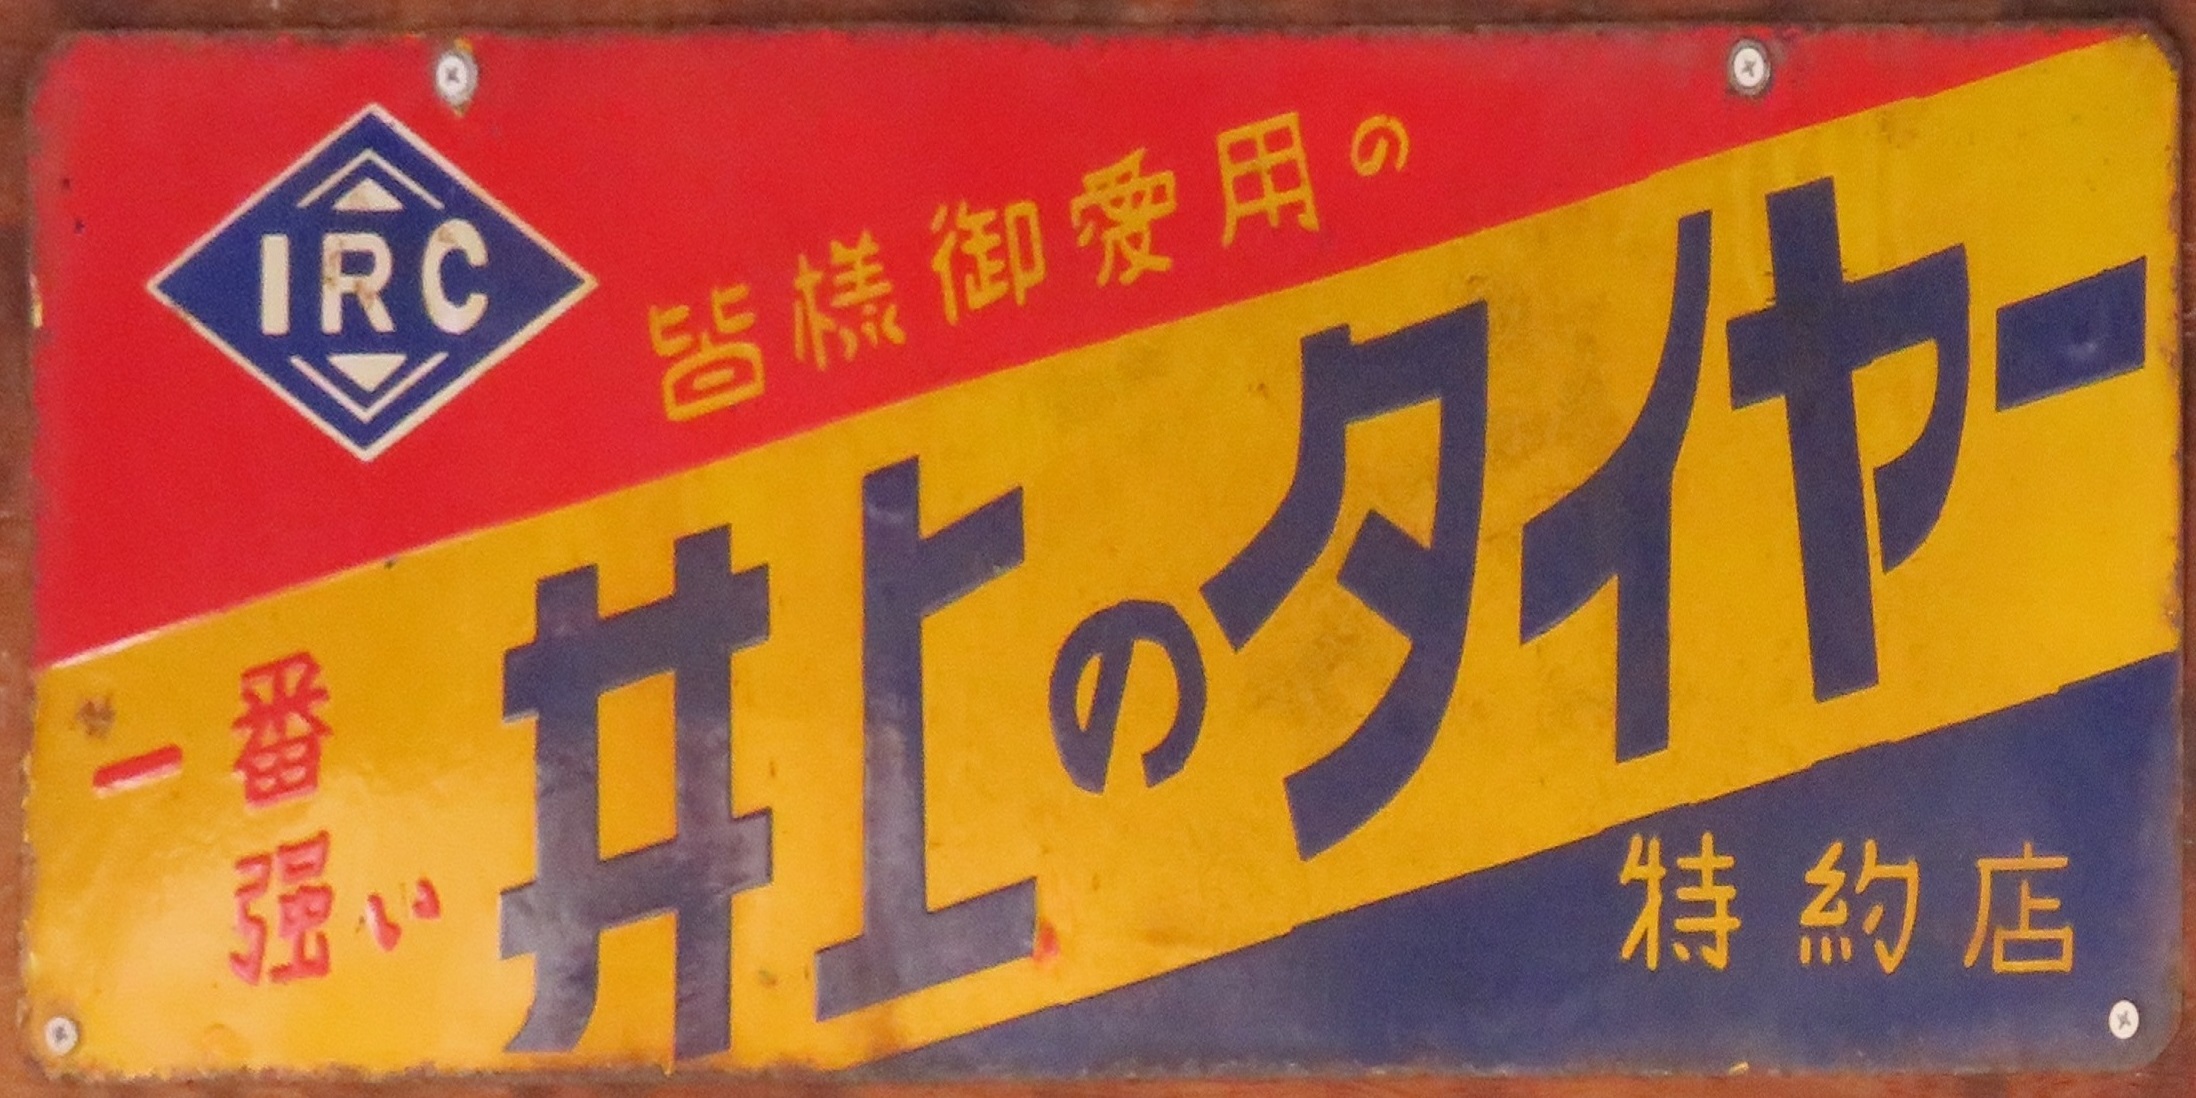 IRC
皆様御愛用の
一番
強い
井上のタイヤー
特約店